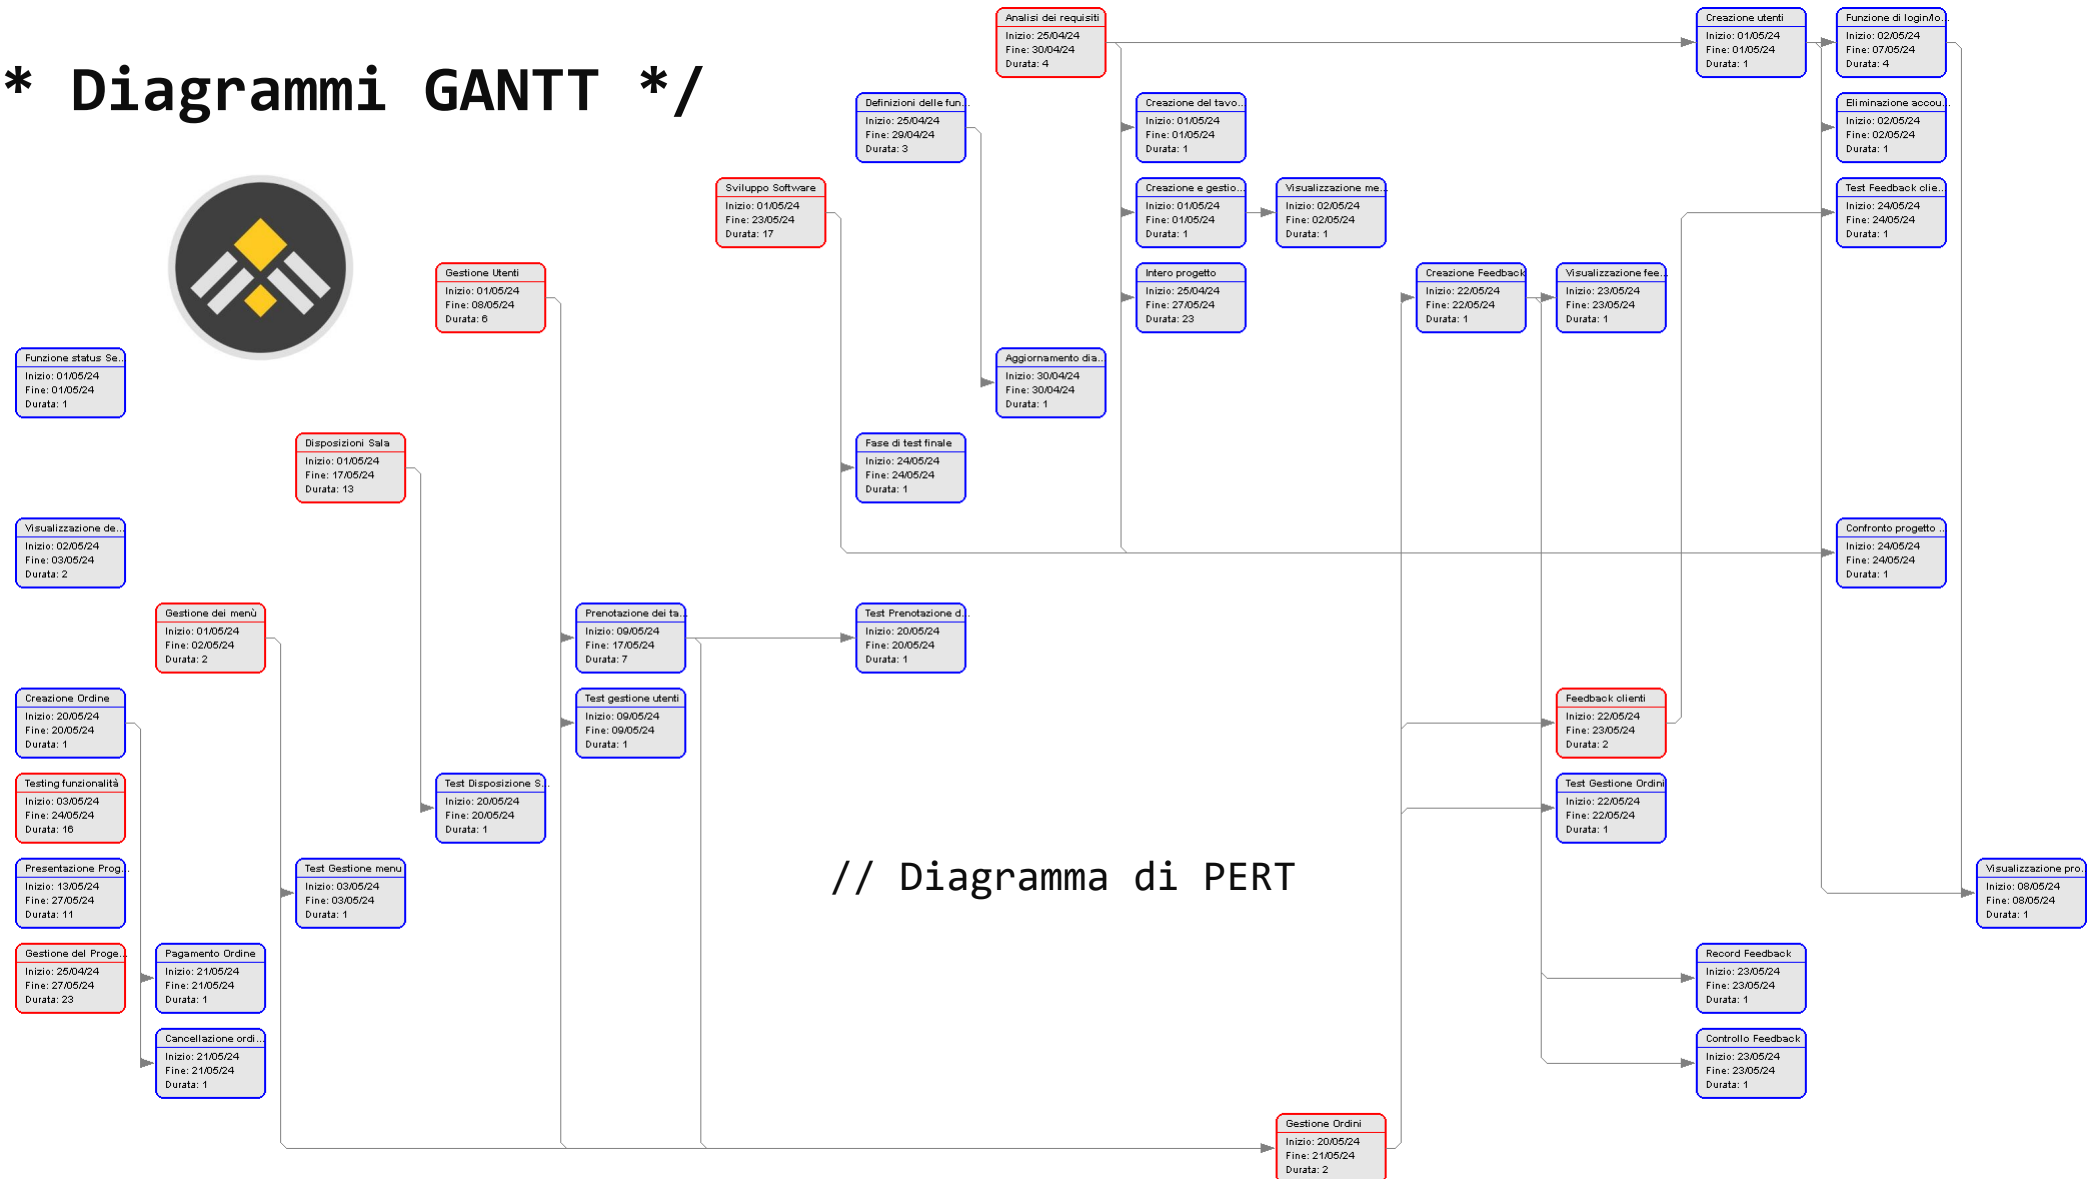 * Diagrammi GANTT */
Analisi dei requisiti
Inizio: 25/04/24
Fine: 30/04/24
Durata: 4
Creazione utenti
Inizio: 01/05/24
Fine: 01/05/24
Durata: 1
Funzione di login/lo...
Inizio: 02/05/24
Fine: 07/05/24
Durata: 4
Definizioni delle fun...
Inizio: 25/04/24
Fine: 29/04/24
Durata: 3
Creazione del tavo...
Inizio: 01/05/24
Fine: 01/05/24
Durata: 1
Eliminazione accou...
Inizio: 02/05/24
Fine: 02/05/24
Durata: 1
Sviluppo Software
Inizio: 01/05/24
Fine: 23/05/24
Durata: 17
Creazione e gestio...
Inizio: 01/05/24
Fine: 01/05/24
Durata: 1
Visualizzazione me...
Inizio: 02/05/24
Fine: 02/05/24
Durata: 1
Test Feedback clie...
Inizio: 24/05/24
Fine: 24/05/24
Durata: 1
Gestione Utenti
Inizio: 01/05/24
Fine: 08/05/24
Durata: 6
Intero progetto
Inizio: 25/04/24
Fine: 27/05/24
Durata: 23
Creazione Feedback
Inizio: 22/05/24
Fine: 22/05/24
Durata: 1
Visualizzazione fee...
Inizio: 23/05/24
Fine: 23/05/24
Durata: 1
Funzione status Se...
Inizio: 01/05/24
Fine: 01/05/24
Durata: 1
Aggiornamento dia...
Inizio: 30/04/24
Fine: 30/04/24
Durata: 1
Disposizioni Sala
Inizio: 01/05/24
Fine: 17/05/24
Durata: 13
Fase di test finale
Inizio: 24/05/24
Fine: 24/05/24
Durata: 1
Visualizzazione de...
Inizio: 02/05/24
Fine: 03/05/24
Durata: 2
Confronto progetto ...
Inizio: 24/05/24
Fine: 24/05/24
Durata: 1
Gestione dei menù
Inizio: 01/05/24
Fine: 02/05/24
Durata: 2
Prenotazione dei ta...
Inizio: 09/05/24
Fine: 17/05/24
Durata: 7
Test Prenotazione d...
Inizio: 20/05/24
Fine: 20/05/24
Durata: 1
Creazione Ordine
Inizio: 20/05/24
Fine: 20/05/24
Durata: 1
Test gestione utenti
Inizio: 09/05/24
Fine: 09/05/24
Durata: 1
Feedback clienti
Inizio: 22/05/24
Fine: 23/05/24
Durata: 2
Testing funzionalità
Inizio: 03/05/24
Fine: 24/05/24
Durata: 16
Test Disposizione S...
Inizio: 20/05/24
Fine: 20/05/24
Durata: 1
Test Gestione Ordini
Inizio: 22/05/24
Fine: 22/05/24
Durata: 1
Presentazione Prog...
Inizio: 13/05/24
Fine: 27/05/24
Durata: 11
Test Gestione menu
Inizio: 03/05/24
Fine: 03/05/24
Durata: 1
// Diagramma di PERT
Visualizzazione pro...
Inizio: 08/05/24
Fine: 08/05/24
Durata: 1
Gestione del Proge...
Inizio: 25/04/24
Fine: 27/05/24
Durata: 23
Pagamento Ordine
Inizio: 21/05/24
Fine: 21/05/24
Durata: 1
Record Feedback
Inizio: 23/05/24
Fine: 23/05/24
Durata: 1
Cancellazione ordi...
Inizio: 21/05/24
Fine: 21/05/24
Durata: 1
Controllo Feedback
Inizio: 23/05/24
Fine: 23/05/24
Durata: 1
Gestione Ordini
Inizio: 20/05/24
Fine: 21/05/24
Durata: 2